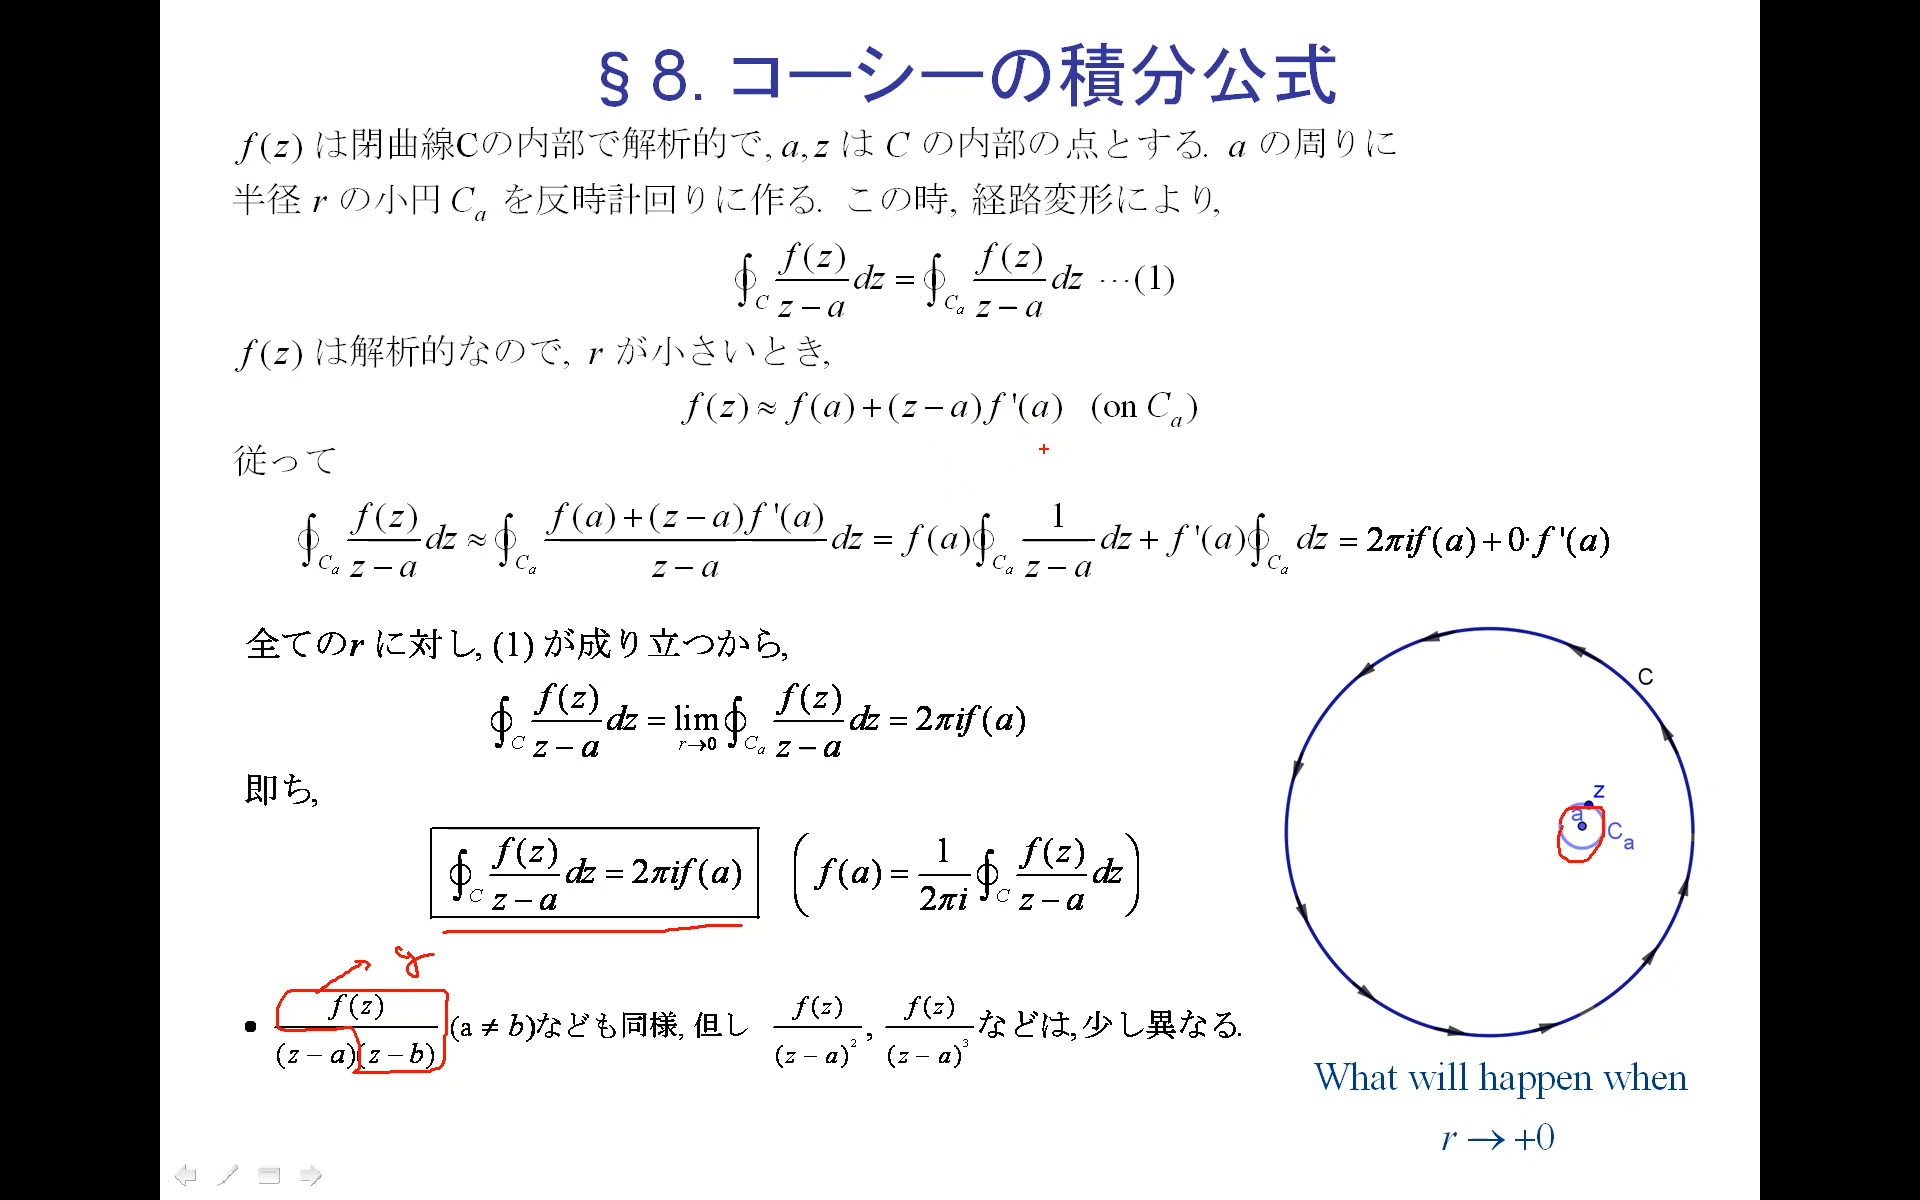 §8. コーシーの積分公式
f(z) は閉曲線Cの内部で解析的で, a, z は C の内部の点とする. a の周りに
半径 r の小円 C_a を反時計回りに作る. この時, 経路変形により,
∮_C f(z)/(z−a) dz = ∮_{C_a} f(z)/(z−a) dz …(1)
f(z) は解析的なので, r が小さいとき,
f(z) ≈ f(a) + (z−a)f'(a) (on C_a)
従って
∮_{C_a} f(z)/(z−a) dz ≈ ∮_{C_a} (f(a)+(z−a)f'(a))/(z−a) dz = f(a)∮_{C_a} 1/(z−a) dz + f'(a)∮_{C_a} dz = 2πif(a) + 0·f'(a)
全てのr に対し, (1) が成り立つから,
∮_C f(z)/(z−a) dz = lim_{r→0} ∮_{C_a} f(z)/(z−a) dz = 2πif(a)
即ち,
∮_C f(z)/(z−a) dz = 2πif(a) ( f(a) = 1/(2πi) ∮_C f(z)/(z−a) dz )
• f(z)/((z−a)(z−b)) (a ≠ b)なども同様, 但し f(z)/(z−a)^2, f(z)/(z−a)^3 などは, 少し異なる.
C
z
a
C_a
What will happen when
r → +0